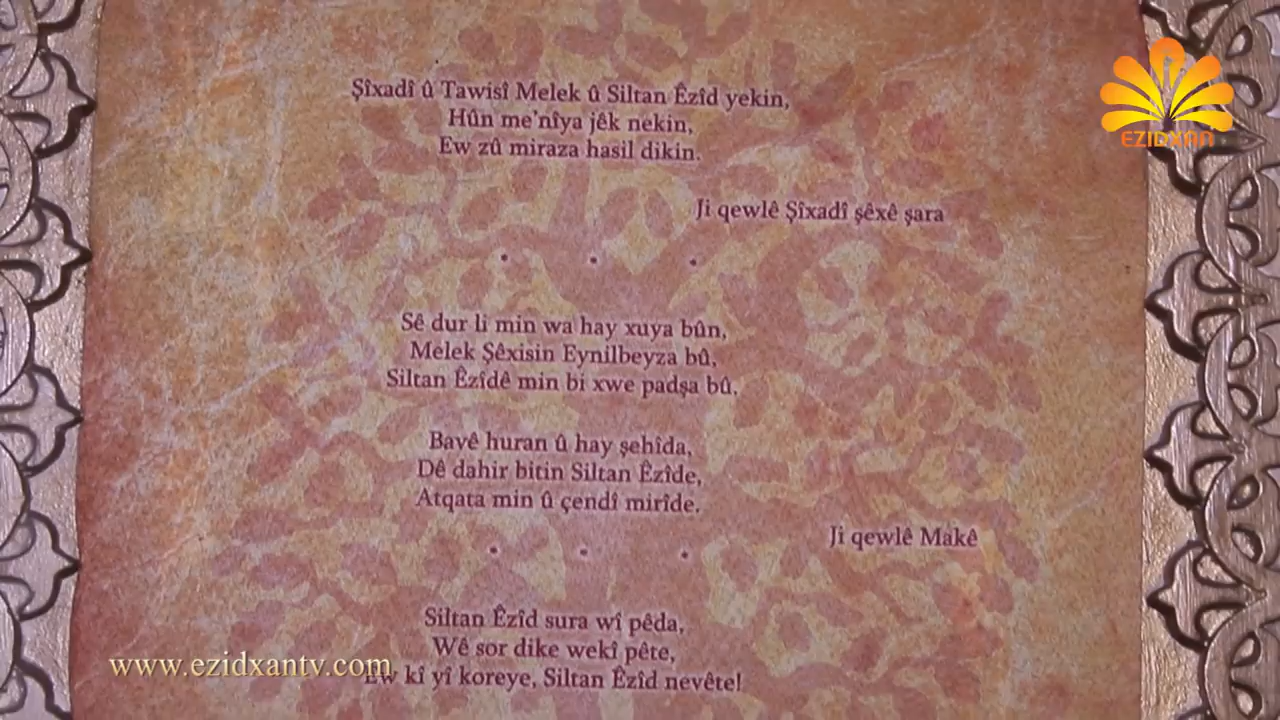 Şîxadî û Tawisî Melek û Siltan Êzîd yekin,
Hûn me'nîya jêk nekin,
Ew zû miraza hasil dikin.
EZIDXAN
Ji qewlê Şîxadî şêxê şara
Sê dur li min wa hay xuya bûn,
Melek Şêxisin Eynilbeyza bû,
Siltan Êzîdê min bi xwe padşa bû,
Bavê huran û hay şehîda,
Dê dahir bitin Siltan Êzîde,
Atqata min û çendî mirîde.
Ji qewlê Makê
Siltan Êzîd sura wî pêda,
Wê sor dike wekî pête,
www.ezidxantv.com
Ew kî yî koreye, Siltan Êzîd nevête!